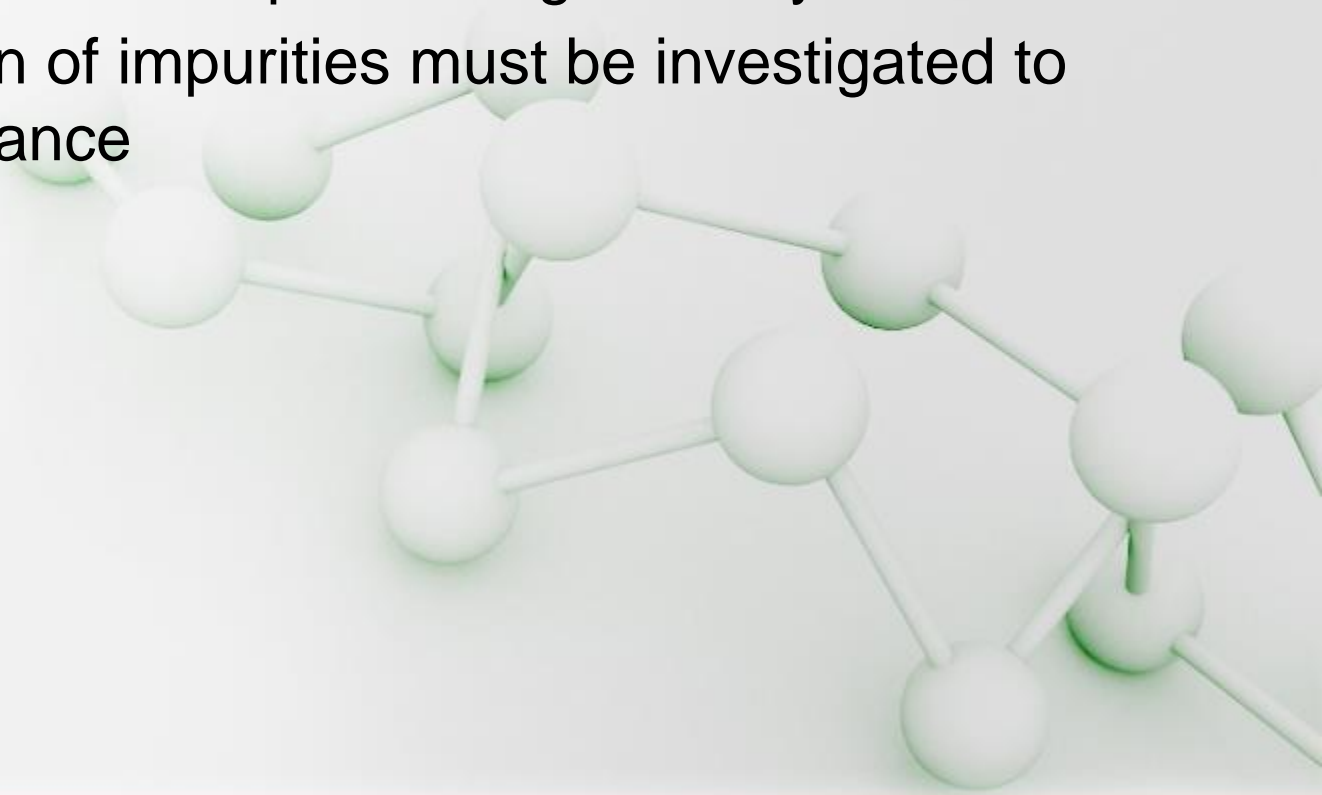 n of impurities must be investigated to
ance